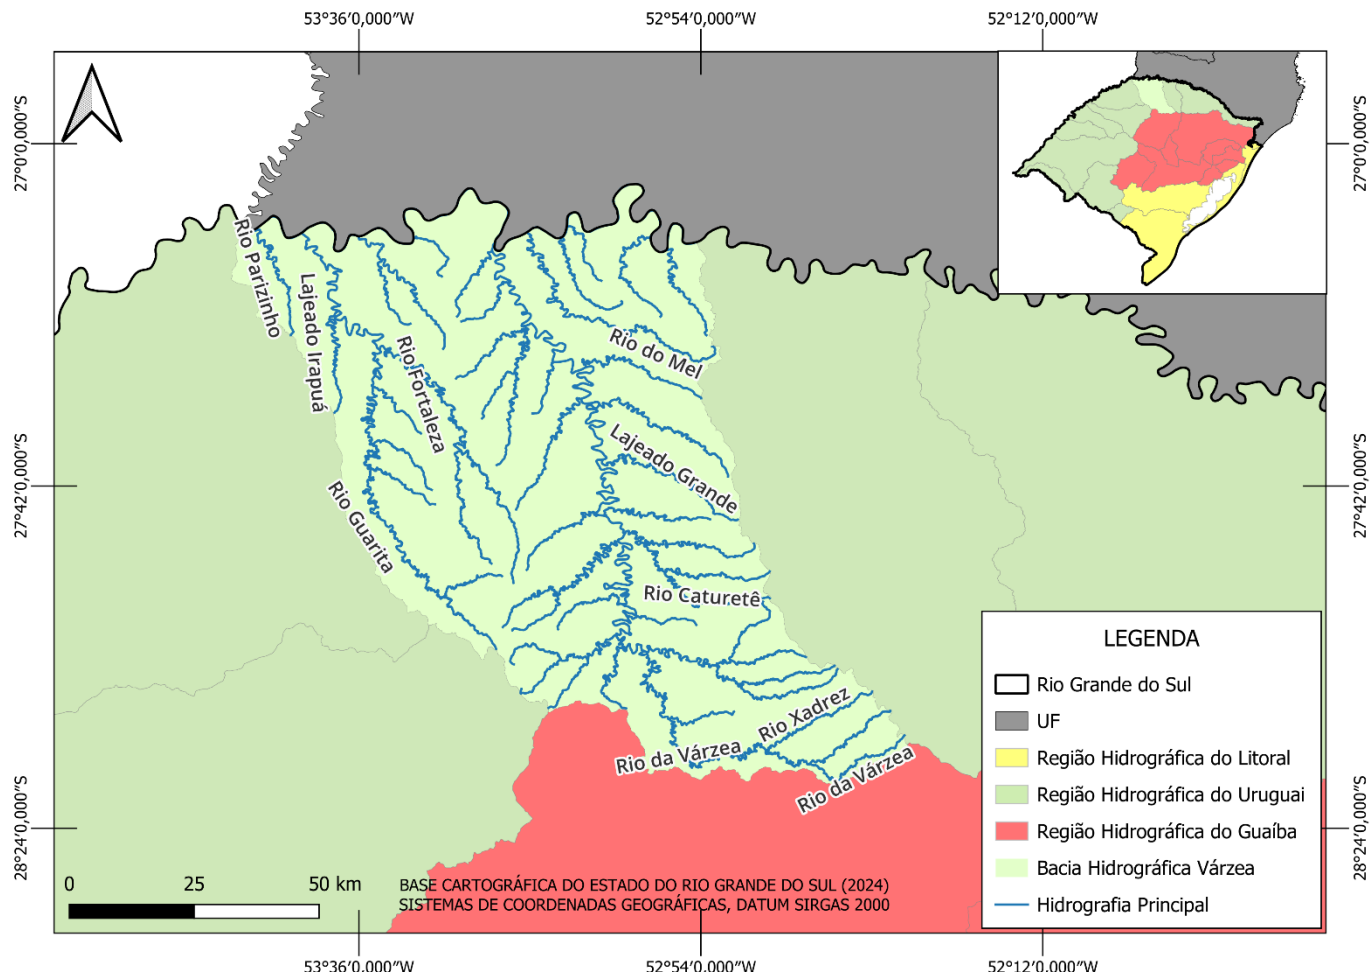 53°36′0,000″W
52°54′0,000″W
52°12′0,000″W
27°0′0,000″S
27°0′0,000″S
Rio Parizinho
Lajeado Irapuá
Rio Fortaleza
Rio do Mel
Lajeado Grande
27°42′0,000″S
27°42′0,000″S
Rio Guarita
Rio Caturetê
Rio Xadrez
Rio da Várzea
Rio da Várzea
LEGENDA
Rio Grande do Sul
UF
Região Hidrográfica do Litoral
Região Hidrográfica do Uruguai
Região Hidrográfica do Guaíba
Bacia Hidrográfica Várzea
Hidrografia Principal
28°24′0,000″S
28°24′0,000″S
0 25 50 km
BASE CARTOGRÁFICA DO ESTADO DO RIO GRANDE DO SUL (2024)
SISTEMAS DE COORDENADAS GEOGRÁFICAS, DATUM SIRGAS 2000
53°36′0,000″W
52°54′0,000″W
52°12′0,000″W